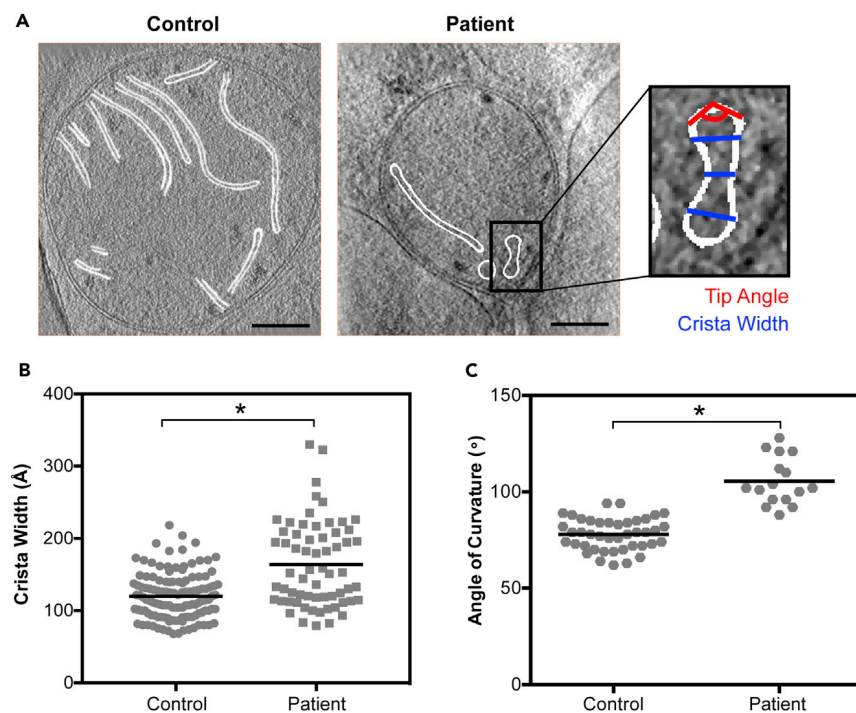 A
Control
Patient
Tip Angle
Crista Width
B
400
300
200
100
0
Crista Width (Å)
*
Control
Patient
C
150
100
50
0
Angle of Curvature (°)
*
Control
Patient